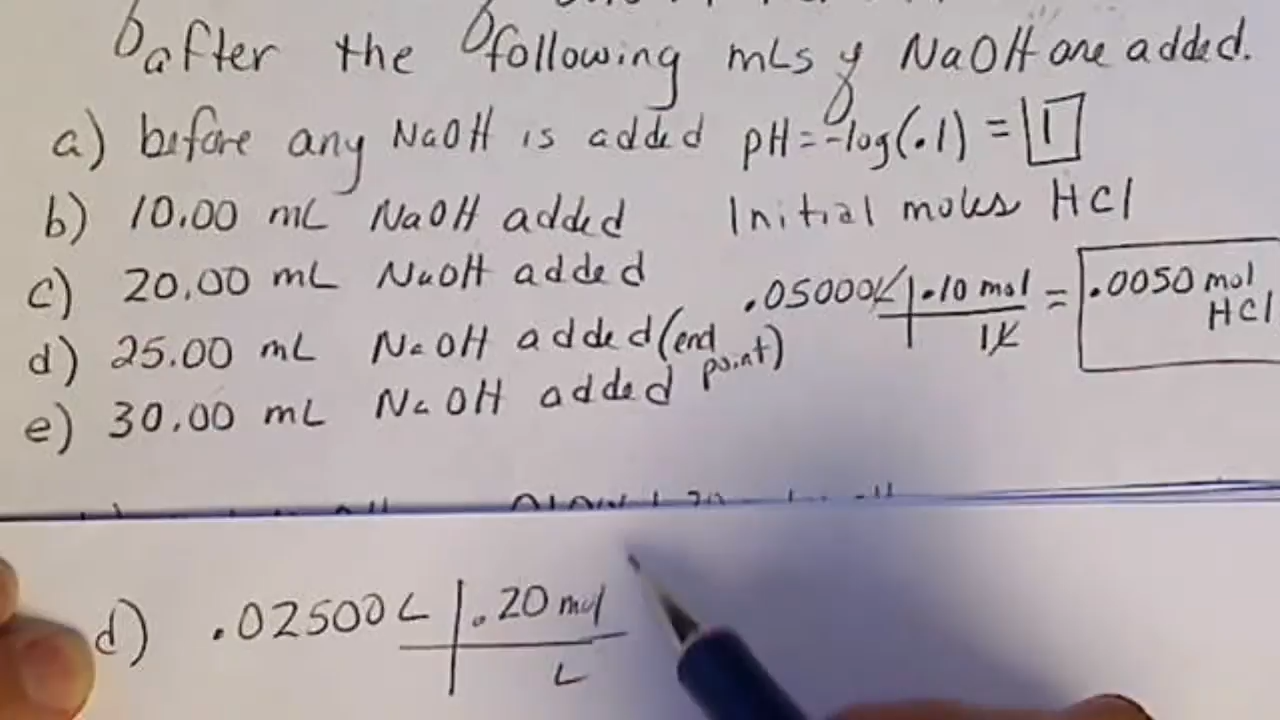 after the following mLs of NaOH are added.
a) before any NaOH is added pH = -log(.1) = 1
b) 10.00 mL NaOH added Initial moles HCl
c) 20.00 mL NaOH added .05000L | .10 mol = .0050 mol
1L HCl
d) 25.00 mL NaOH added (end point)
e) 30.00 mL NaOH added
d) .02500L | .20 mol
L